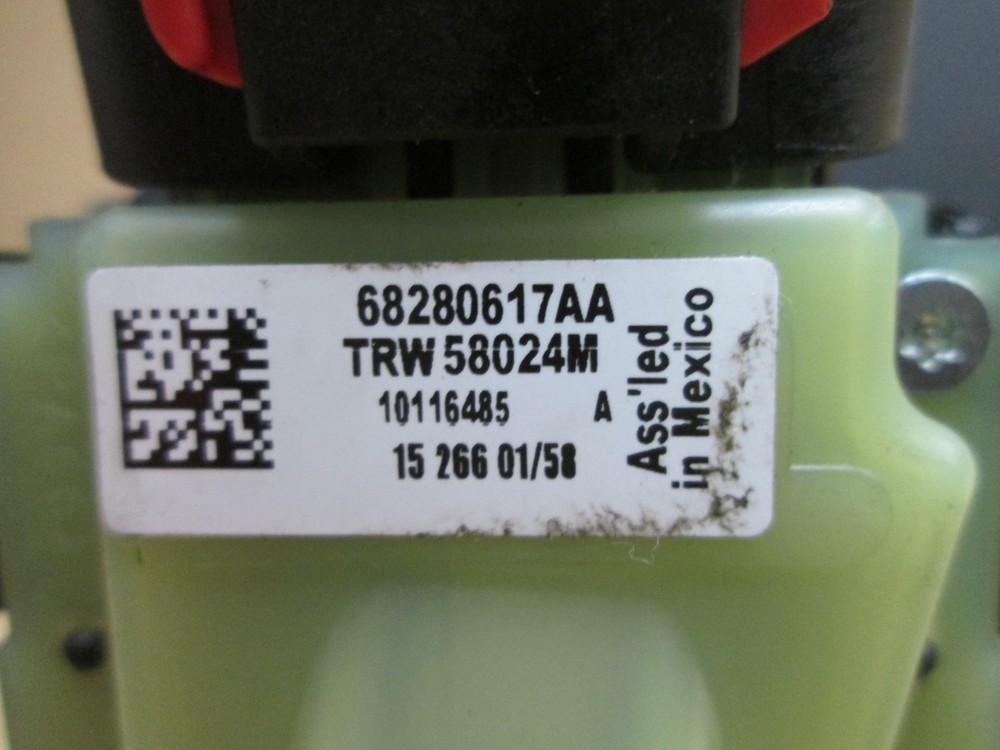 68280617AA
TRW 58024M
10116485 A
15 266 01/58
Ass'led
in Mexico